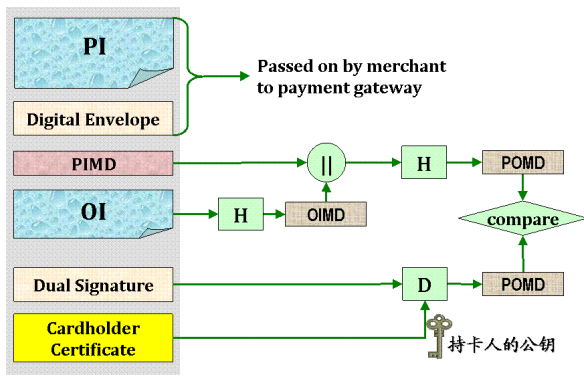 PI
Passed on by merchant
to payment gateway
Digital Envelope
PIMD
||
H
POMD
OI
H
OIMD
compare
Dual Signature
D
POMD
Cardholder
Certificate
持卡人的公钥